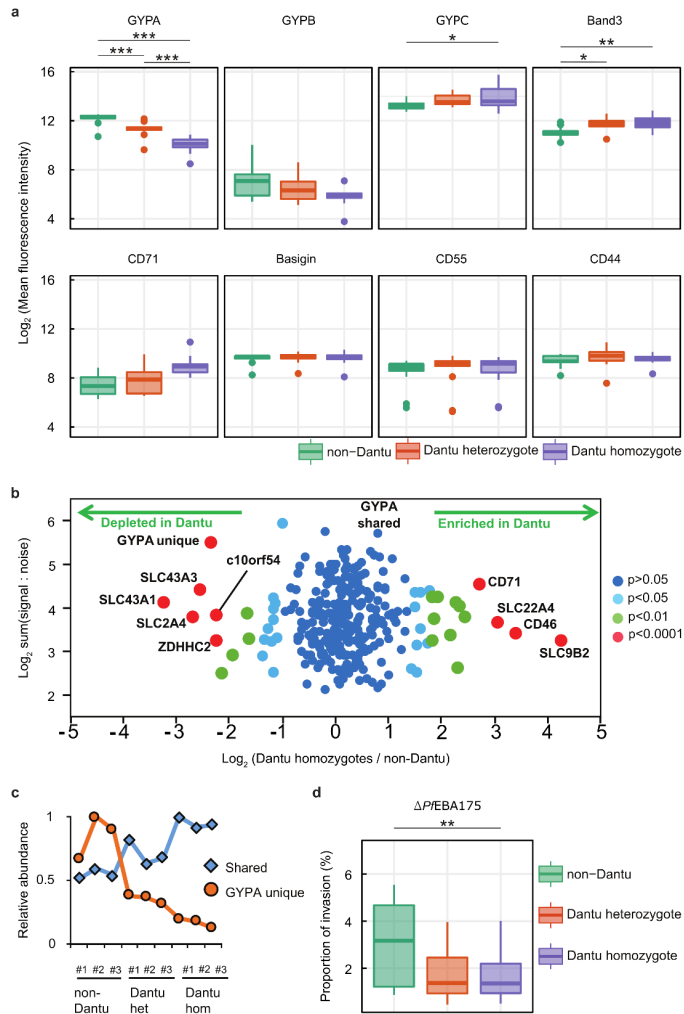 a
GYPA GYPB GYPC Band3
*** * **
*** *** *
16
12
8
4
Log2 (Mean fluorescence intensity)
CD71 Basigin CD55 CD44
16
12
8
4
non−Dantu Dantu heterozygote Dantu homozygote
b
Depleted in Dantu GYPA shared Enriched in Dantu
GYPA unique
c10orf54
SLC43A3
SLC43A1
SLC2A4
ZDHHC2
CD71
SLC22A4
CD46
SLC9B2
p>0.05
p<0.05
p<0.01
p<0.0001
Log2 sum(signal : noise)
6
5
4
3
2
-5 -4 -3 -2 -1 0 1 2 3 4 5
Log2 (Dantu homozygotes / non-Dantu)
c
Relative abundance
1
0.5
0
Shared
GYPA unique
#1 #2 #3 #1 #2 #3 #1 #2 #3
non- Dantu Dantu
Dantu het hom
d
ΔPfEBA175
**
Proportion of invasion (%)
6
4
2
non-Dantu
Dantu heterozygote
Dantu homozygote